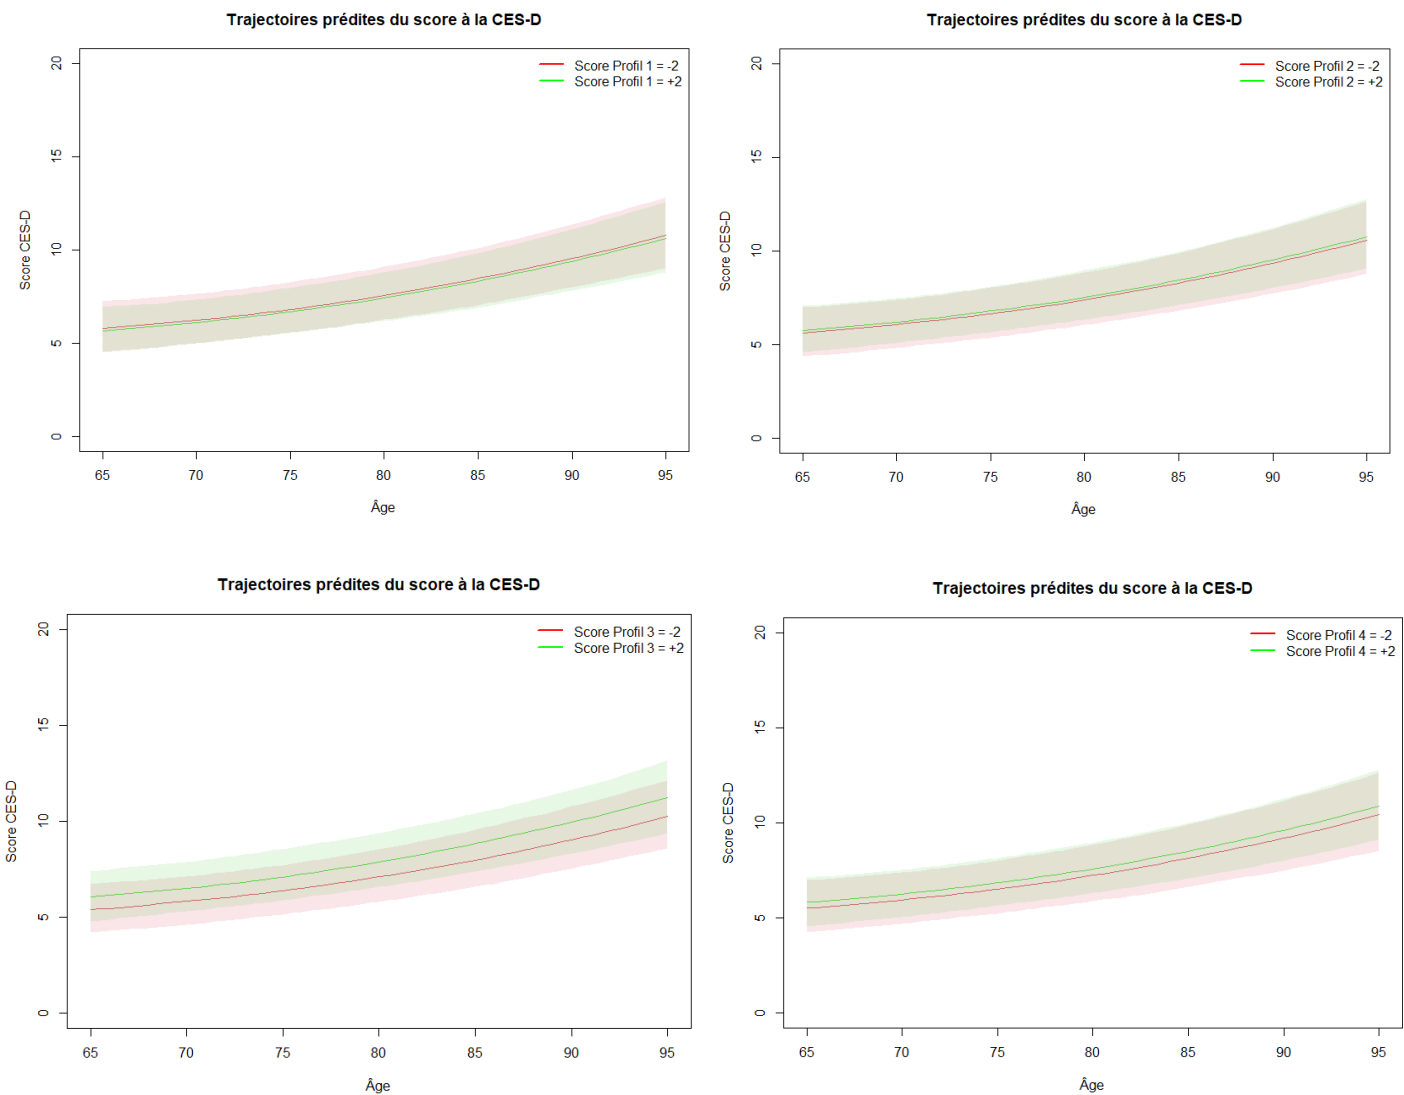 Trajectoires prédites du score à la CES-D
Score Profil 1 = -2
Score Profil 1 = +2
Score CES-D
20
15
10
5
0
65 70 75 80 85 90 95
Âge
Trajectoires prédites du score à la CES-D
Score Profil 2 = -2
Score Profil 2 = +2
Score CES-D
20
15
10
5
0
65 70 75 80 85 90 95
Âge
Trajectoires prédites du score à la CES-D
Score Profil 3 = -2
Score Profil 3 = +2
Score CES-D
20
15
10
5
0
65 70 75 80 85 90 95
Âge
Trajectoires prédites du score à la CES-D
Score Profil 4 = -2
Score Profil 4 = +2
Score CES-D
20
15
10
5
0
65 70 75 80 85 90 95
Âge